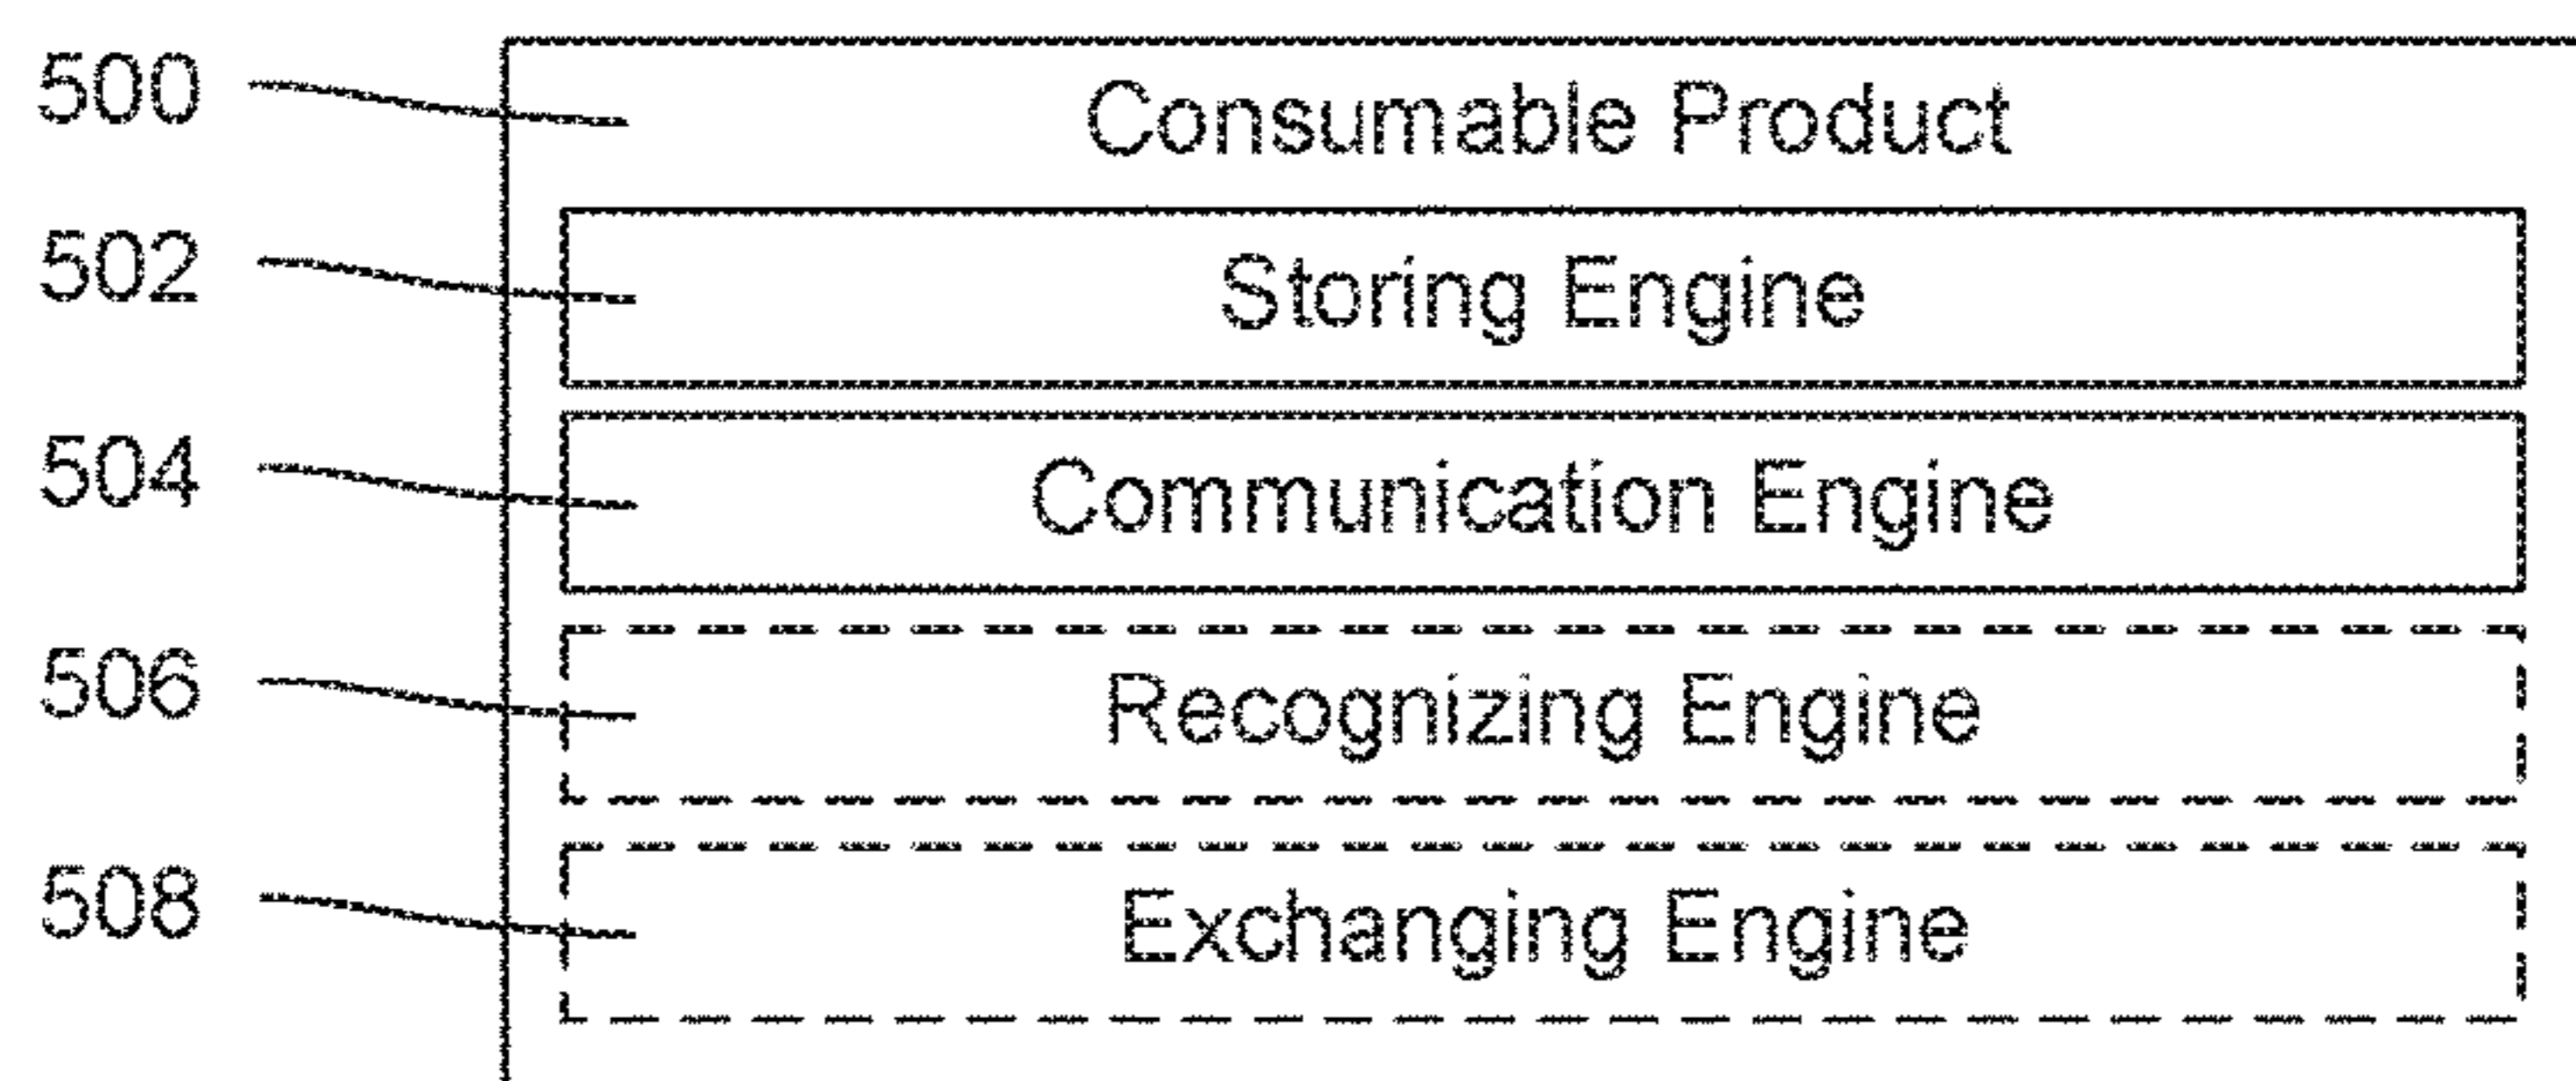 500 Consumable Product
502 Storing Engine
504 Communication Engine
506 Recognizing Engine
508 Exchanging Engine